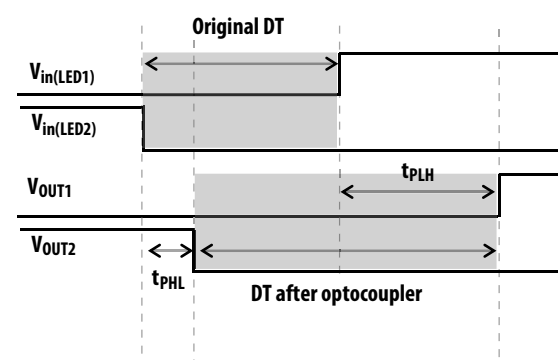 Original DT
Vin(LED1)
Vin(LED2)
VOUT1
tPLH
VOUT2
tPHL
DT after optocoupler